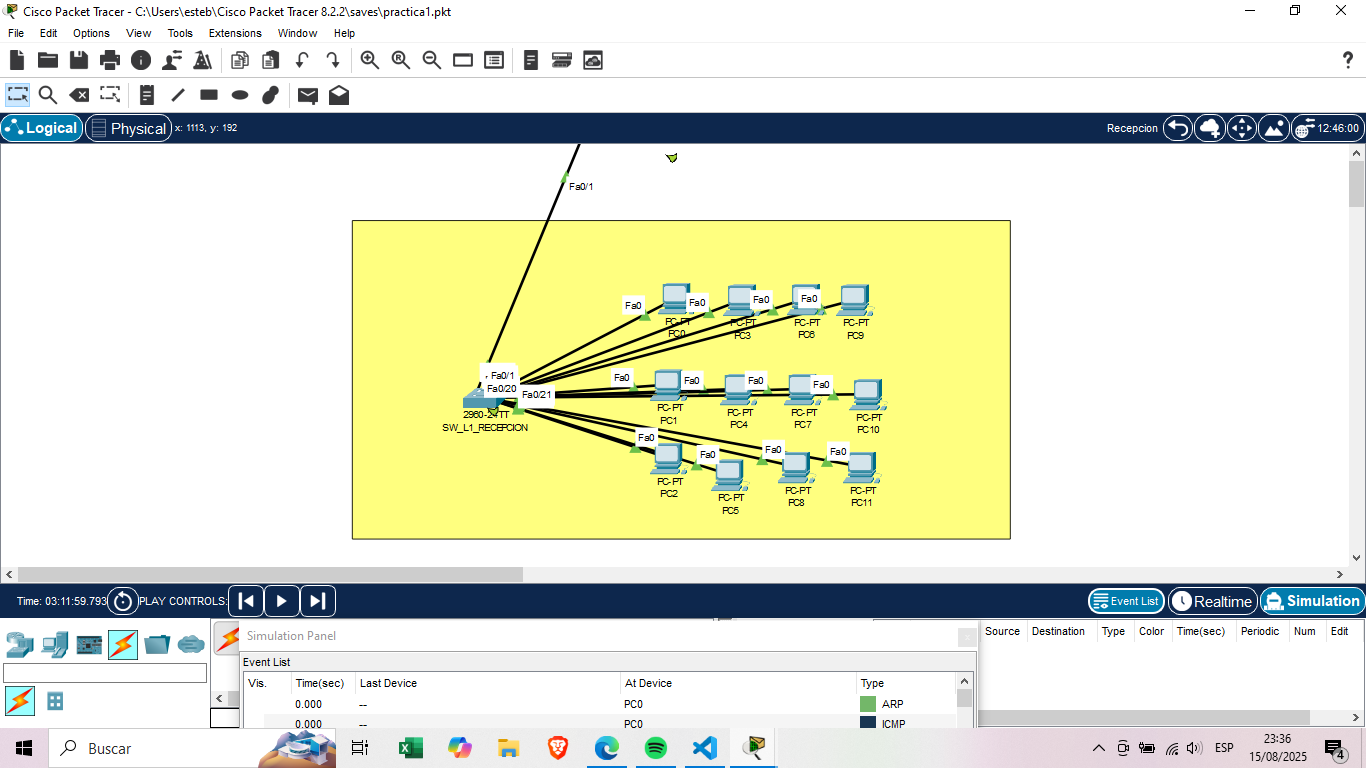 Cisco Packet Tracer - C:\Users\esteb\Cisco Packet Tracer 8.2.2\saves\practica1.pkt
File Edit Options View Tools Extensions Window Help
Logical Physical x: 1113, y: 192 Recepcion 12:46:00
Fa0/1
Fa0 Fa0 Fa0 Fa0
PC-PT PC-PT PC-PT PC-PT
PC0 PC3 PC6 PC9
Fa0/1
Fa0/20
Fa0/21
Fa0 Fa0 Fa0 Fa0
PC-PT PC-PT PC-PT PC-PT
PC1 PC4 PC7 PC10
2960-24TT
SW_L1_RECEPCION
Fa0 Fa0 Fa0 Fa0
PC-PT PC-PT PC-PT PC-PT
PC2 PC5 PC8 PC11
Time: 03:11:59.793 PLAY CONTROLS: Event List Realtime Simulation
Simulation Panel
Source Destination Type Color Time(sec) Periodic Num Edit
Event List
Vis. Time(sec) Last Device At Device Type
0.000 -- PC0 ARP
0.000 -- PC0 ICMP
Buscar
ESP
23:36
15/08/2025
4